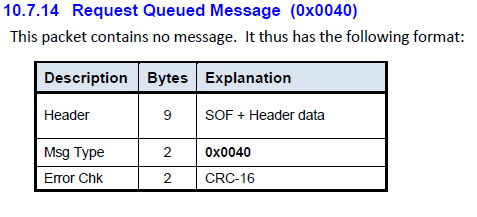 10.7.14 Request Queued Message (0x0040)
This packet contains no message. It thus has the following format:
Description Bytes Explanation
Header 9 SOF + Header data
Msg Type 2 0x0040
Error Chk 2 CRC-16